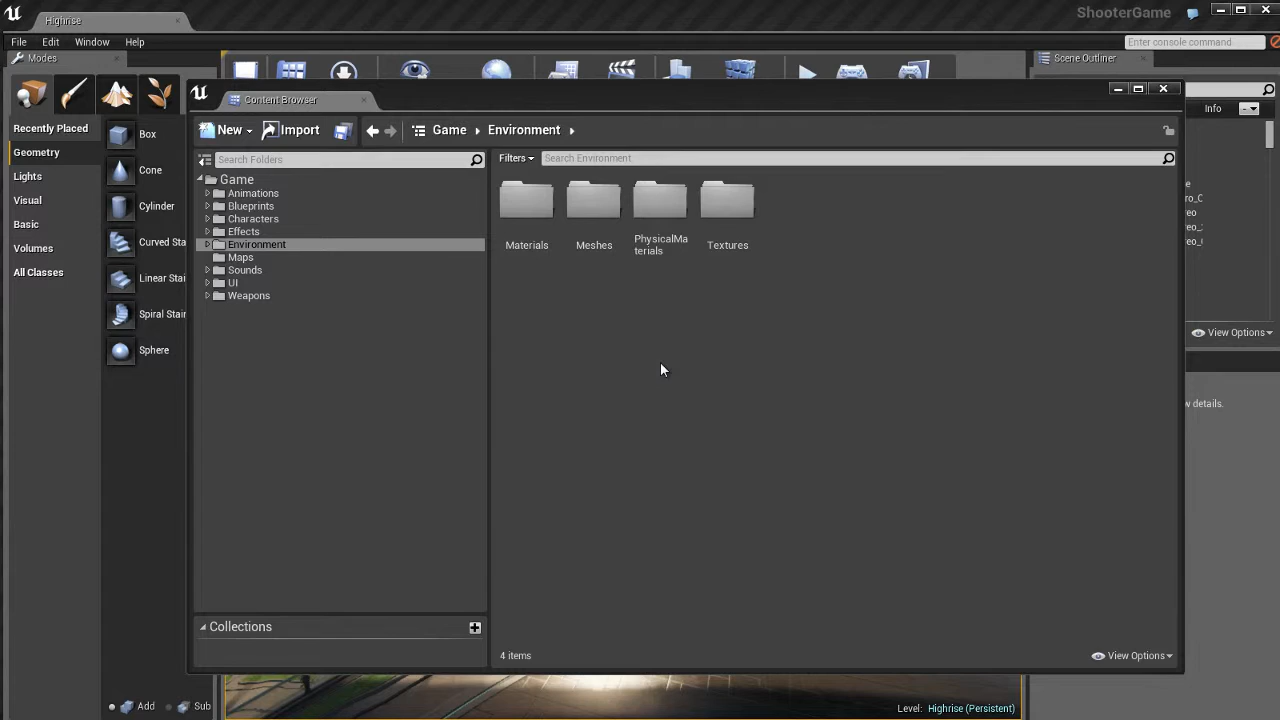 Highrise
ShooterGame
File Edit Window Help
Enter console command
Modes
Scene Outliner
Content Browser
Info
New Import Game Environment
Recently Placed
Geometry
Lights
Visual
Basic
Volumes
All Classes
Box
Cone
Cylinder
Curved Sta
Linear Stai
Spiral Stair
Sphere
Search Folders
Game
Animations
Blueprints
Characters
Effects
Environment
Maps
Sounds
UI
Weapons
Filters Search Environment
Materials
Meshes
PhysicalMa
terials
Textures
View Options
w details.
Collections
4 items
View Options
Add Sub
Level: Highrise (Persistent)